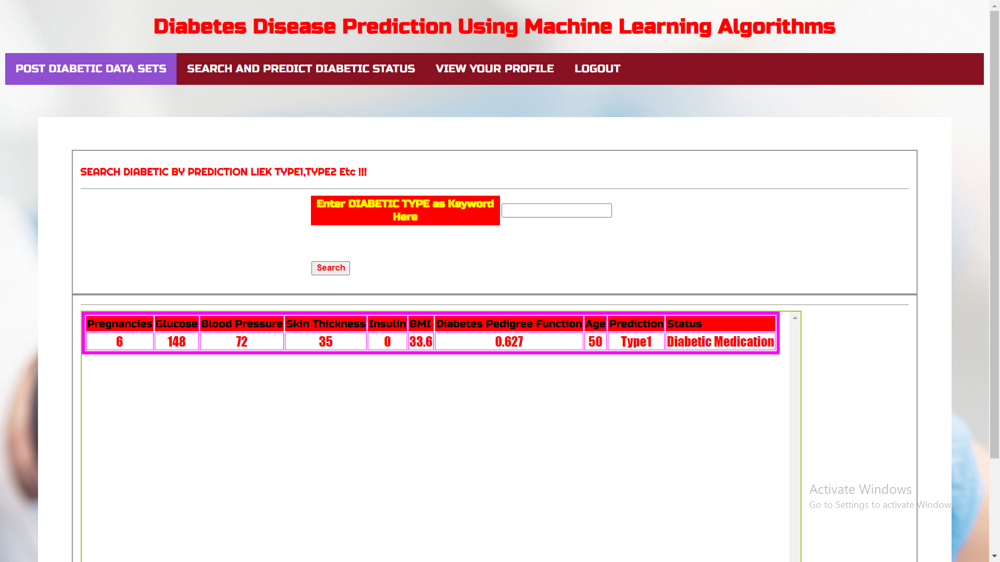 Diabetes Disease Prediction Using Machine Learning Algorithms
POST DIABETIC DATA SETS SEARCH AND PREDICT DIABETIC STATUS VIEW YOUR PROFILE LOGOUT
SEARCH DIABETIC BY PREDICTION LIEK TYPE1,TYPE2 Etc !!!
Enter DIABETIC TYPE as Keyword
Here
Search
Pregnancies Glucose Blood Pressure Skin Thickness Insulin BMI Diabetes Pedigree Function Age Prediction Status
6 148 72 35 0 33.6 0.627 50 Type1 Diabetic Medication
Activate Windows
Go to Settings to activate Windows.